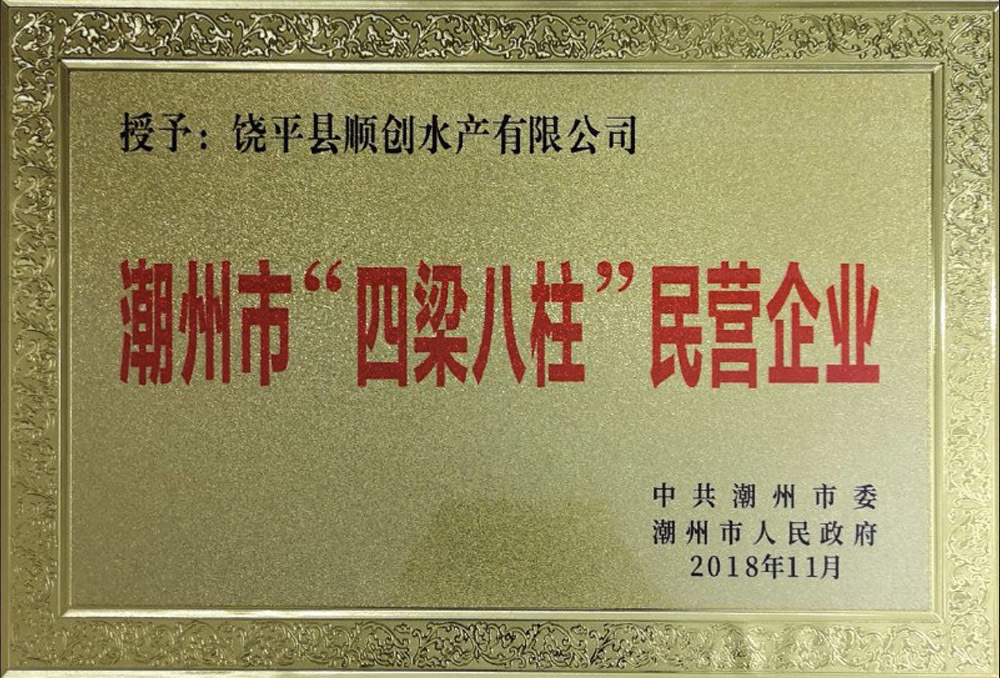 授予：饶平县顺创水产有限公司
潮州市“四梁八柱”民营企业
中共潮州市委
潮州市人民政府
2018年11月